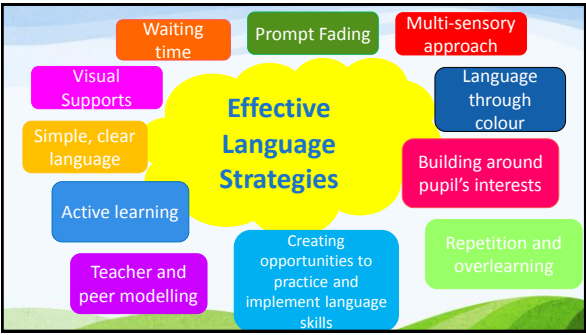 Waiting
time
Prompt Fading
Multi-sensory
approach
Visual
Supports
Effective
Language
Strategies
Language
through
colour
Simple, clear
language
Building around
pupil's interests
Active learning
Teacher and
peer modelling
Creating
opportunities to
practice and
implement language
skills
Repetition and
overlearning